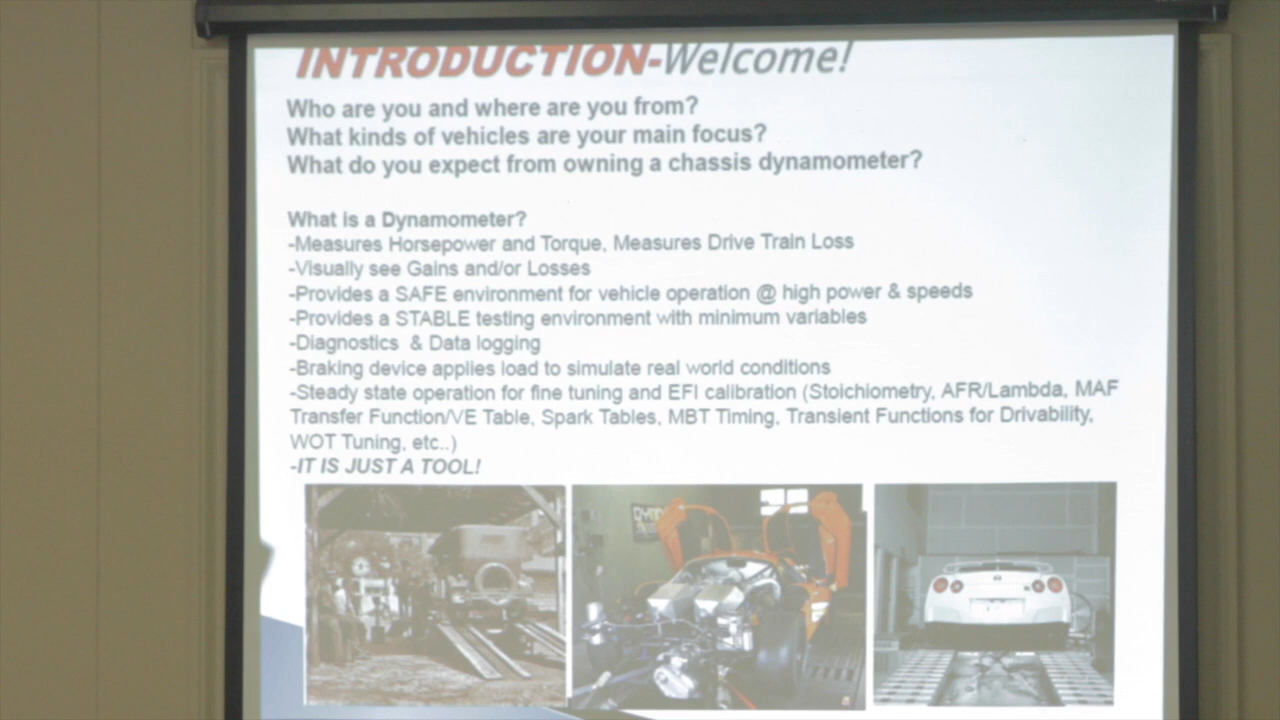 INTRODUCTION-Welcome!
Who are you and where are you from?
What kinds of vehicles are your main focus?
What do you expect from owning a chassis dynamometer?
What is a Dynamometer?
-Measures Horsepower and Torque, Measures Drive Train Loss
-Visually see Gains and/or Losses
-Provides a SAFE environment for vehicle operation @ high power & speeds
-Provides a STABLE testing environment with minimum variables
-Diagnostics & Data logging
-Braking device applies load to simulate real world conditions
-Steady state operation for fine tuning and EFI calibration (Stoichiometry, AFR/Lambda, MAF
Transfer Function/VE Table, Spark Tables, MBT Timing, Transient Functions for Drivability,
WOT Tuning, etc..)
-IT IS JUST A TOOL!